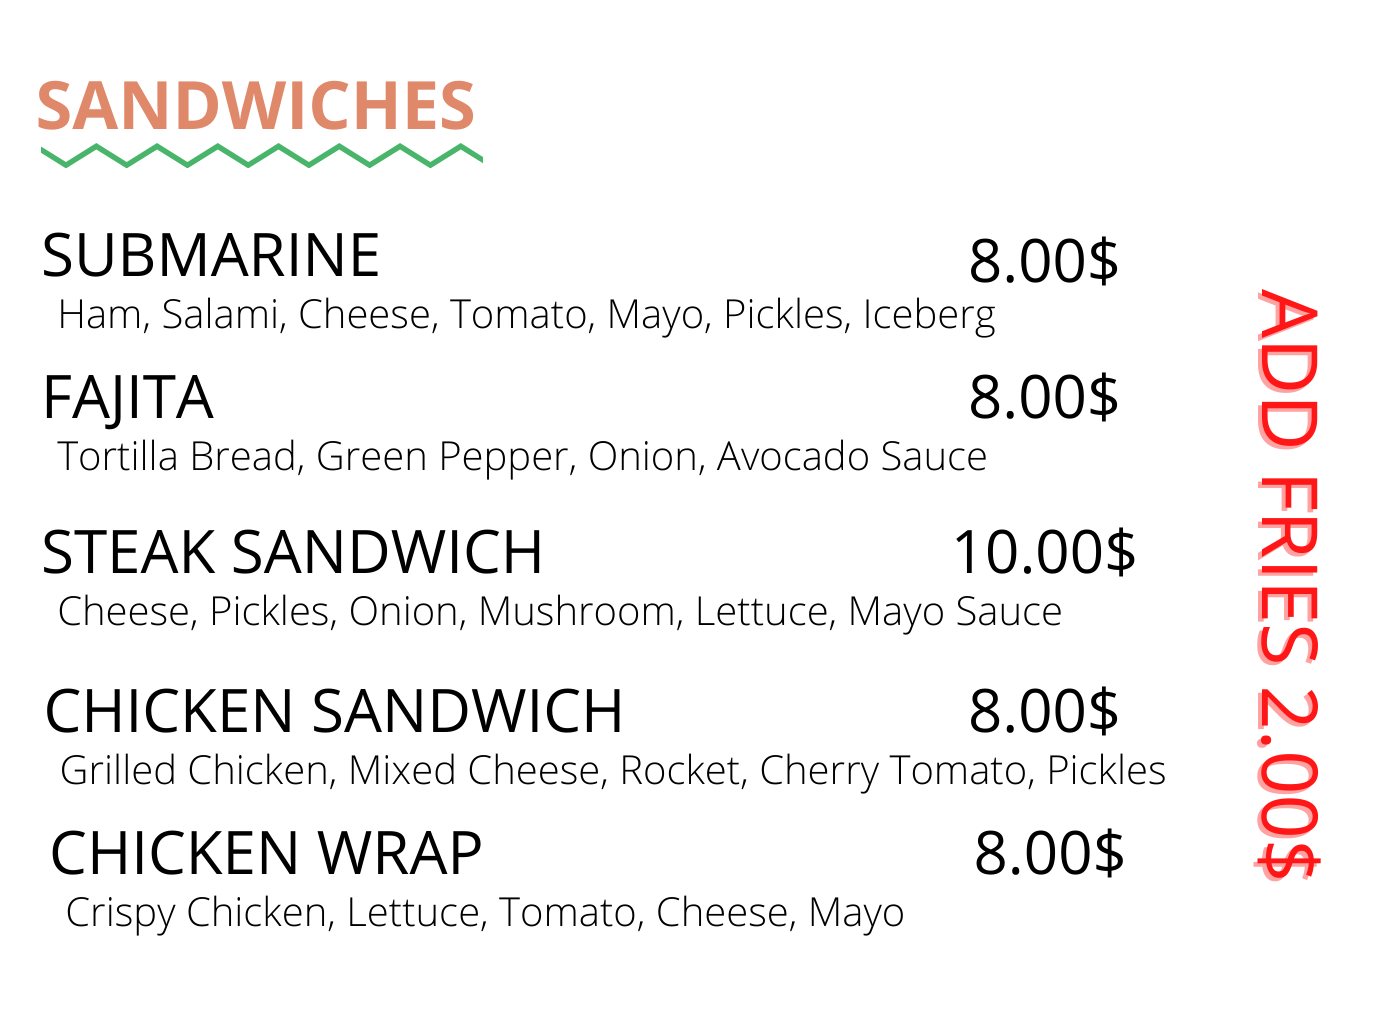 SANDWICHES
SUBMARINE 8.00$
Ham, Salami, Cheese, Tomato, Mayo, Pickles, Iceberg
FAJITA 8.00$
Tortilla Bread, Green Pepper, Onion, Avocado Sauce
STEAK SANDWICH 10.00$
Cheese, Pickles, Onion, Mushroom, Lettuce, Mayo Sauce
CHICKEN SANDWICH 8.00$
Grilled Chicken, Mixed Cheese, Rocket, Cherry Tomato, Pickles
CHICKEN WRAP 8.00$
Crispy Chicken, Lettuce, Tomato, Cheese, Mayo
ADD FRIES 2.00$